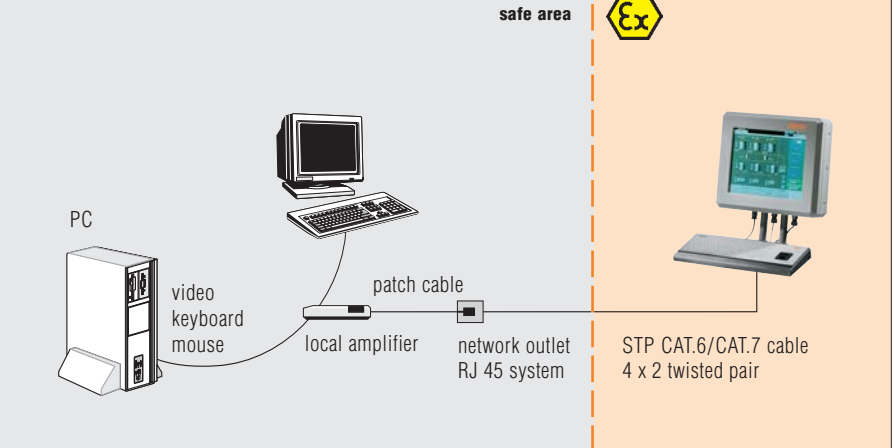 safe area
Ex
PC
video
keyboard
mouse
patch cable
local amplifier
network outlet
RJ 45 system
STP CAT.6/CAT.7 cable
4 x 2 twisted pair